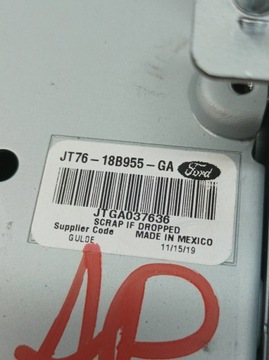 JT76-18B955-GA Ford
JTGA037636
SCRAP IF DROPPED
Supplier Code MADE IN MEXICO
GULDE 11/15/19
AP